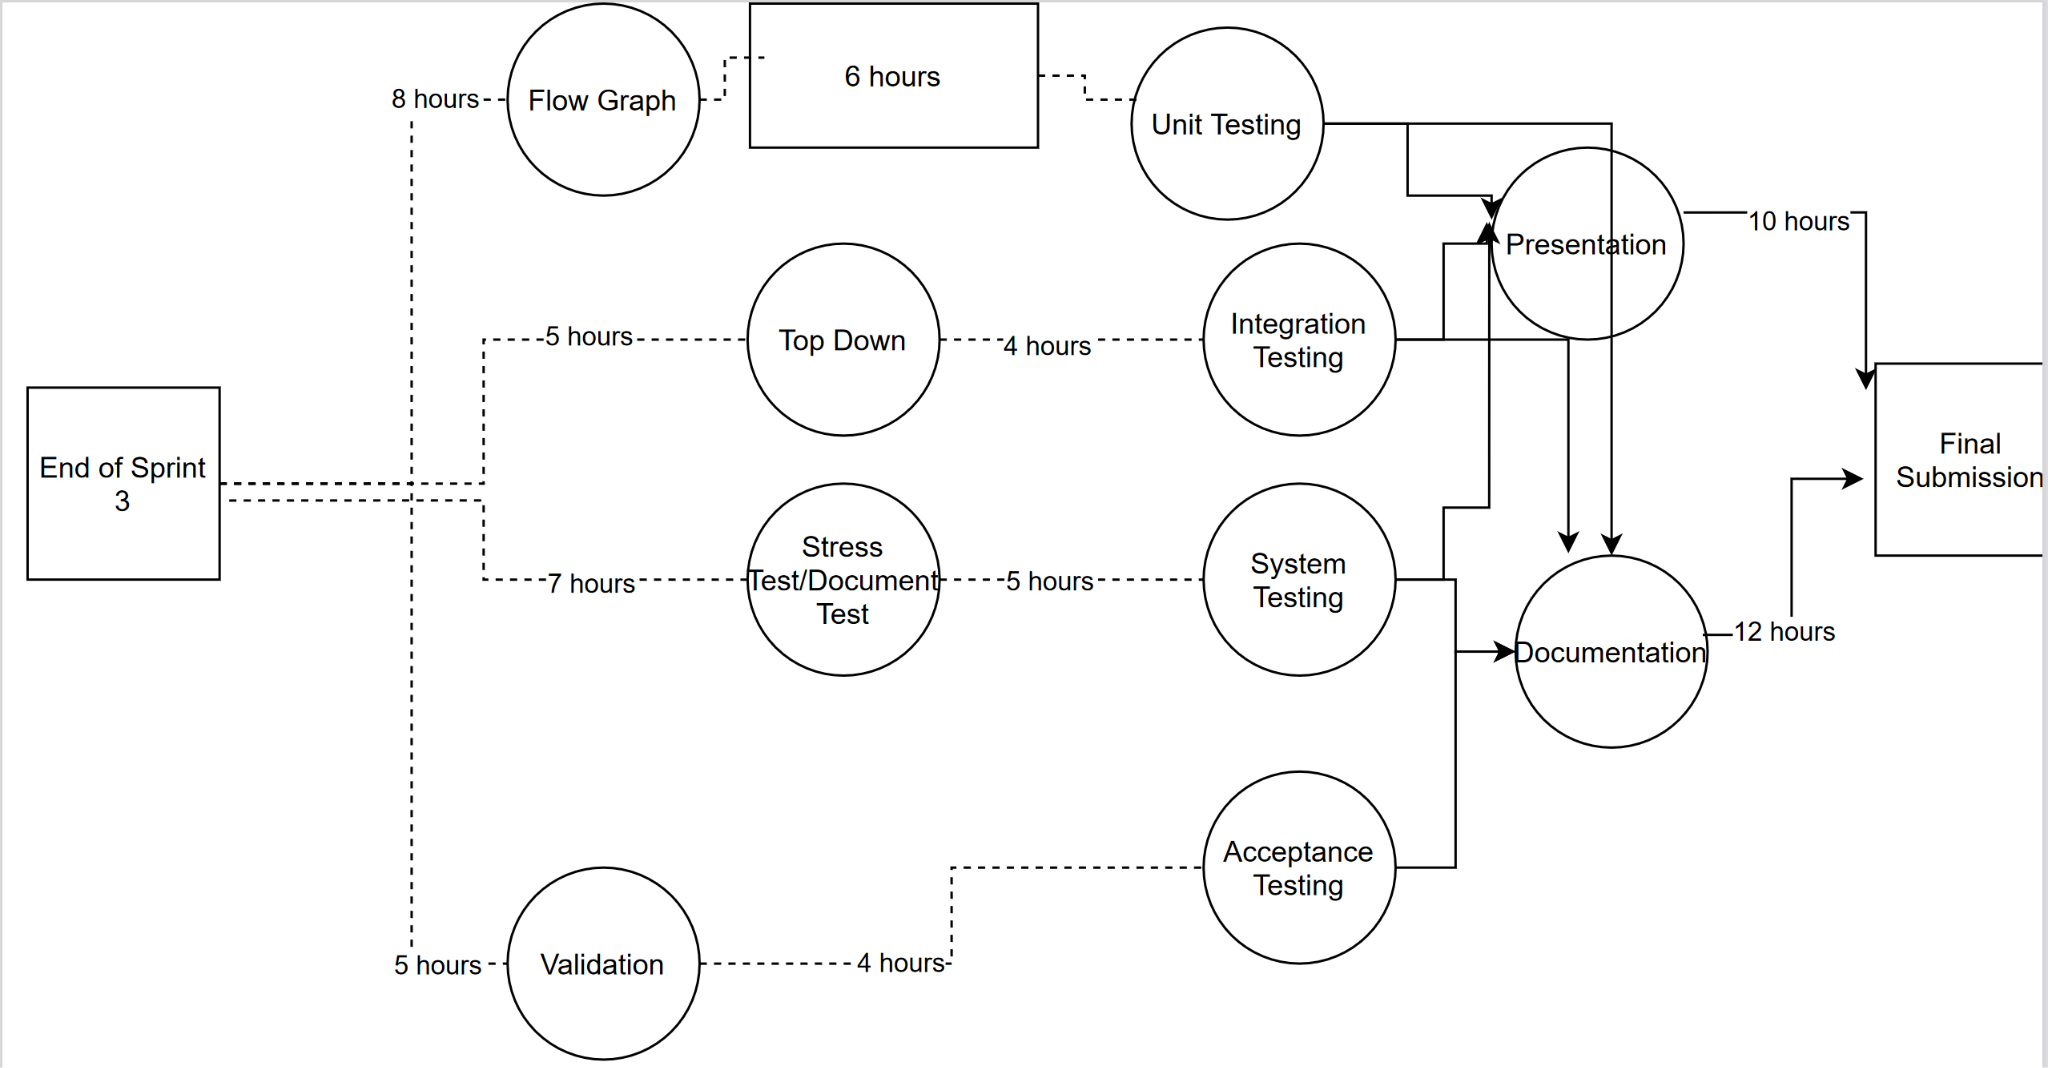 8 hours
Flow Graph
6 hours
Unit Testing
Presentation
10 hours
5 hours
Top Down
4 hours
Integration
Testing
End of Sprint
3
7 hours
Stress
Test/Document
Test
5 hours
System
Testing
Documentation
12 hours
Final
Submission
5 hours
Validation
4 hours
Acceptance
Testing